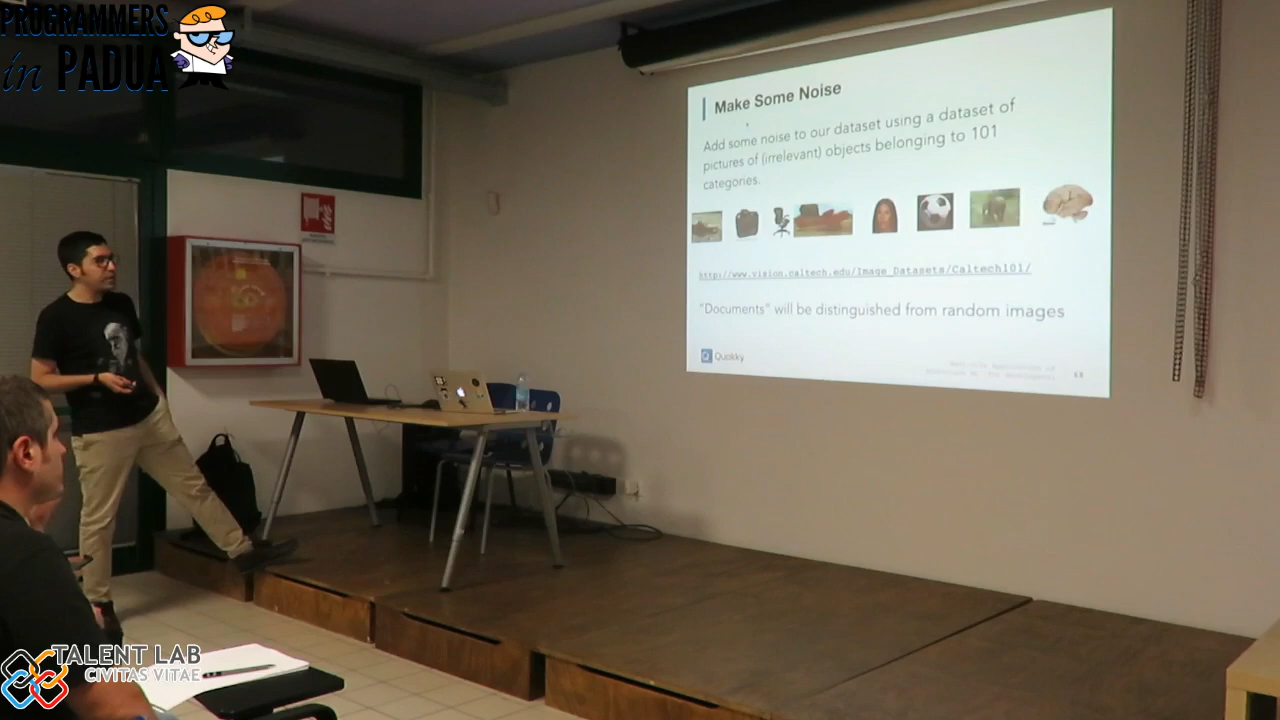 PROGRAMMERS
in PADUA
Make Some Noise
Add some noise to our dataset using a dataset of
pictures of (irrelevant) objects belonging to 101
categories.
http://www.vision.caltech.edu/Image_Datasets/Caltech101/
"Documents" will be distinguished from random images
Quokky
TALENT LAB
CIVITAS VITAE